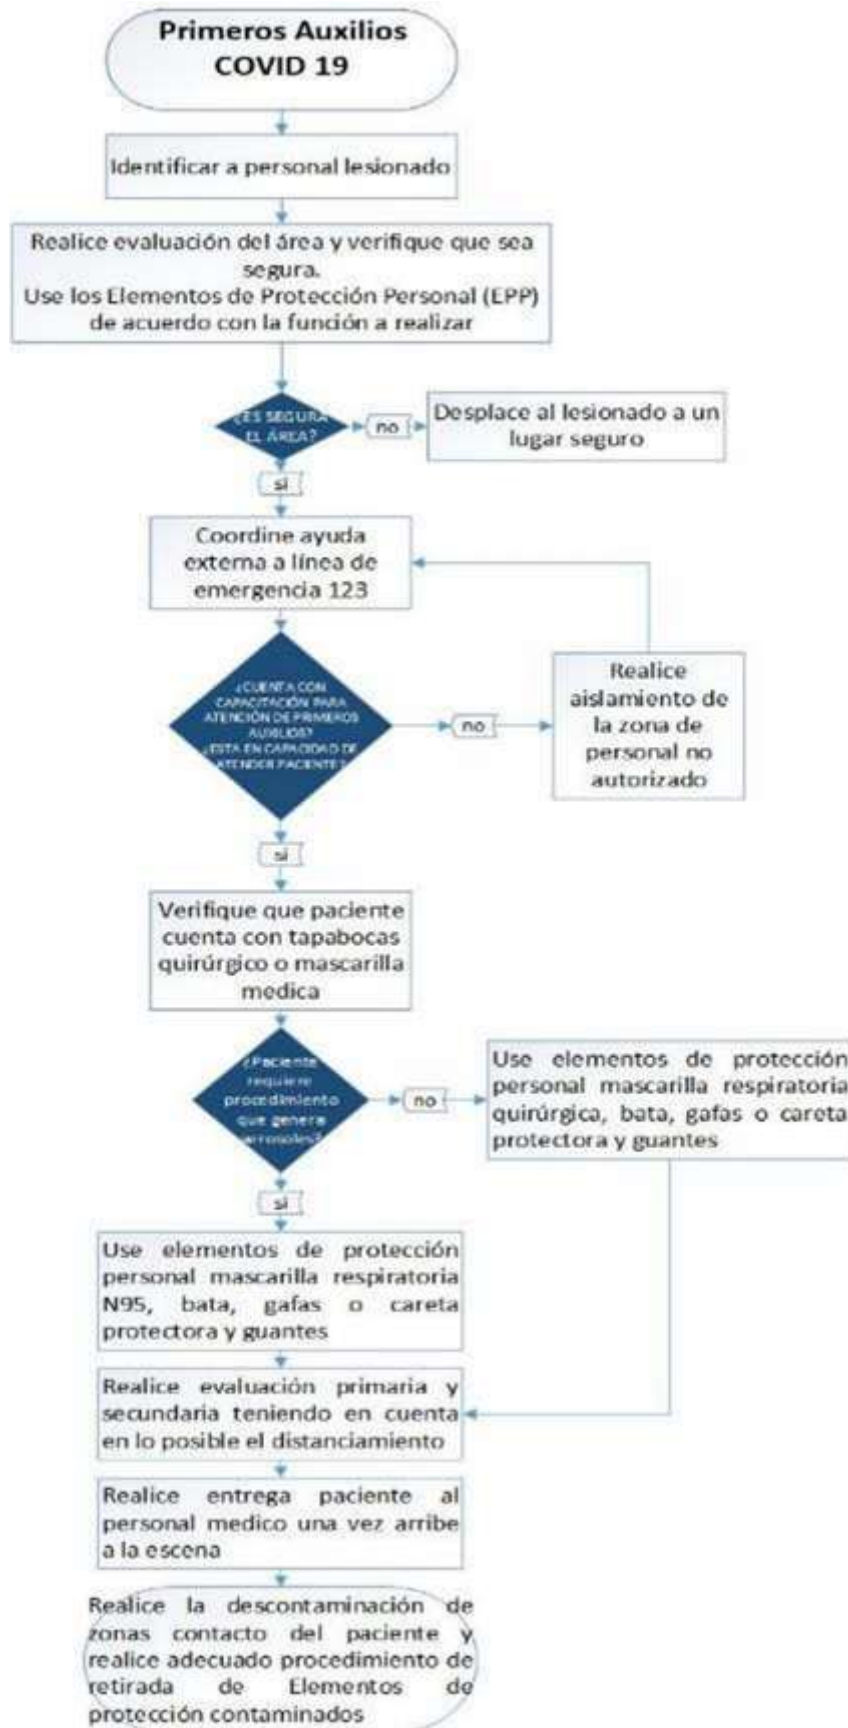 Primeros Auxilios
COVID 19
Identificar a personal lesionado
Realice evaluación del área y verifique que sea
segura.
Use los Elementos de Protección Personal (EPP)
de acuerdo con la función a realizar
¿ES SEGURA
EL ÁREA?
no
Desplace al lesionado a un
lugar seguro
si
Coordine ayuda
externa a línea de
emergencia 123
¿CUENTA CON
CAPACITACIÓN PARA
ATENCIÓN DE PRIMEROS
AUXILIOS?
¿ESTA EN CAPACIDAD DE
ATENDER PACIENTE?
no
Realice
aislamiento de
la zona de
personal no
autorizado
si
Verifique que paciente
cuenta con tapabocas
quirúrgico o mascarilla
medica
¿Paciente
requiere
procedimiento
que genera
arrosoles?
no
Use elementos de protección
personal mascarilla respiratoria
quirúrgica, bata, gafas o careta
protectora y guantes
si
Use elementos de protección
personal mascarilla respiratoria
N95, bata, gafas o careta
protectora y guantes
Realice evaluación primaria y
secundaria teniendo en cuenta
en lo posible el distanciamiento
Realice entrega paciente al
personal medico una vez arribe
a la escena
Realice la descontaminación de
zonas contacto del paciente y
realice adecuado procedimiento de
retirada de Elementos de
protección contaminados